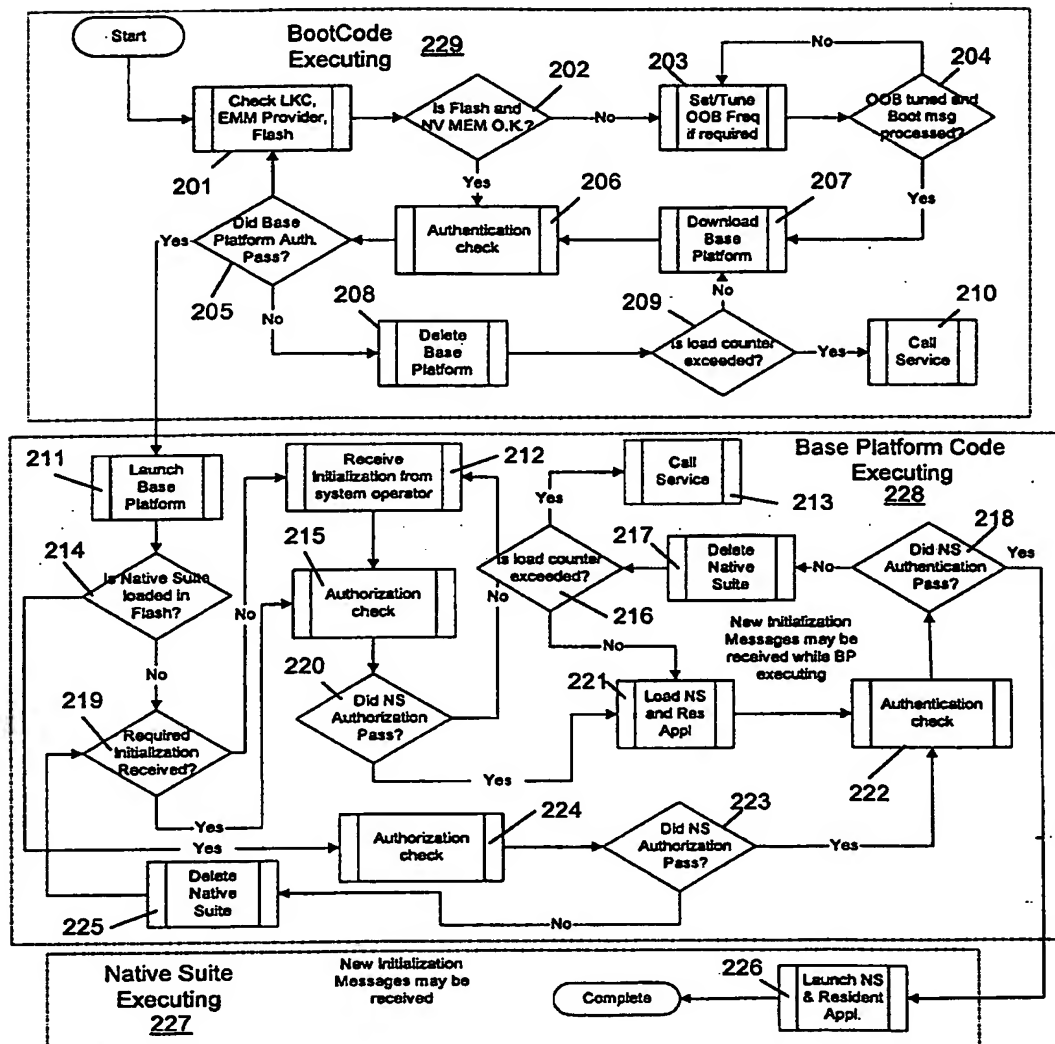 Start
BootCode
Executing 229
201
Check LKC,
EMM Provider,
Flash
202
Is Flash and
NV MEM O.K.?
No
Yes
203
Set/Tune
OOB Freq
if required
No
204
OOB tuned and
Boot msg
processed?
Yes
205
Did Base
Platform Auth.
Pass?
Yes
No
206
Authentication
check
207
Download
Base
Platform
208
Delete
Base
Platform
209
Is load counter
exceeded?
No
Yes
210
Call
Service
Base Platform Code
Executing
228
211
Launch
Base
Platform
Receive
Initialization from
system operator
212
Call
Service
213
214
Is Native Suite
loaded in
Flash?
No
Yes
215
Authorization
check
Is load counter
exceeded?
216
Yes
No
217
Delete
Native
Suite
218
Did NS
Authentication
Pass?
No
Yes
New Initialization
Messages may be
received while BP
executing
219
Required
Initialization
Received?
No
Yes
220
Did NS
Authorization
Pass?
No
Yes
221
Load NS
and Res
Appl
Authentication
check
222
Authorization
check
224
Did NS
Authorization
Pass?
223
Yes
No
Delete
Native
Suite
225
Native Suite
Executing
227
New Initialization
Messages may be
received
Complete
226
Launch NS
& Resident
Appl.